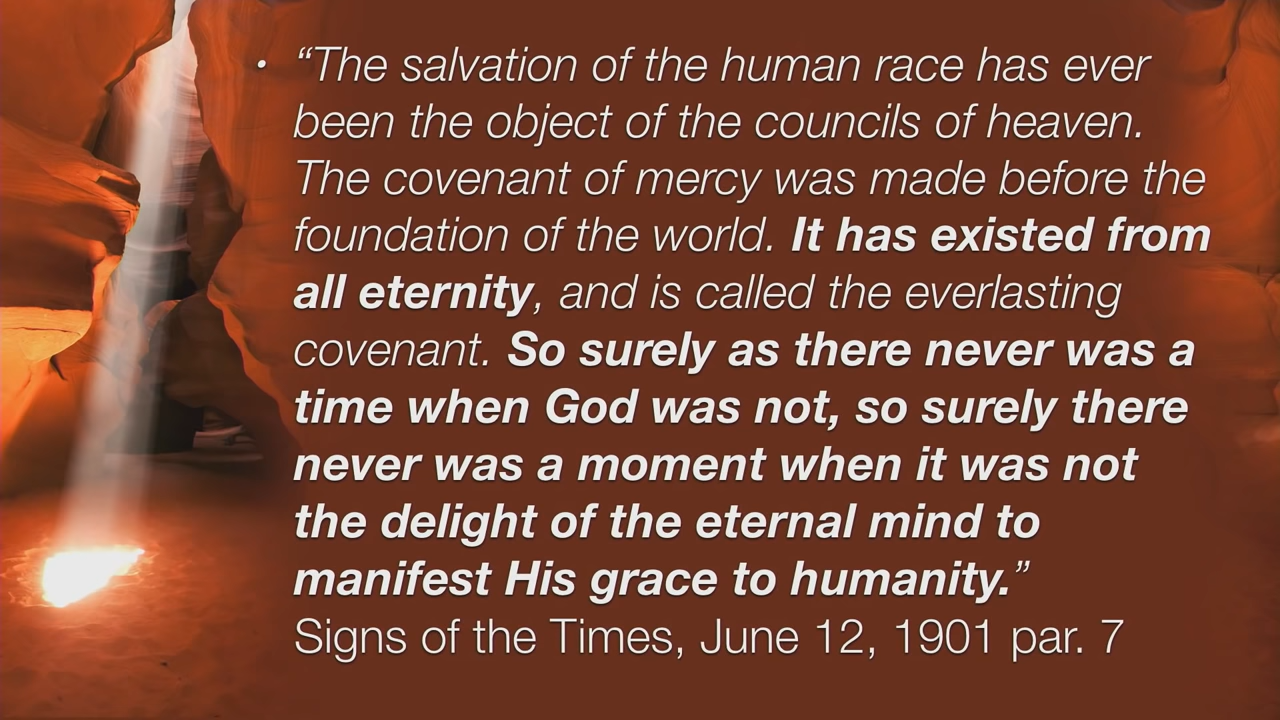 • “The salvation of the human race has ever
been the object of the councils of heaven.
The covenant of mercy was made before the
foundation of the world. It has existed from
all eternity, and is called the everlasting
covenant. So surely as there never was a
time when God was not, so surely there
never was a moment when it was not
the delight of the eternal mind to
manifest His grace to humanity.”
Signs of the Times, June 12, 1901 par. 7